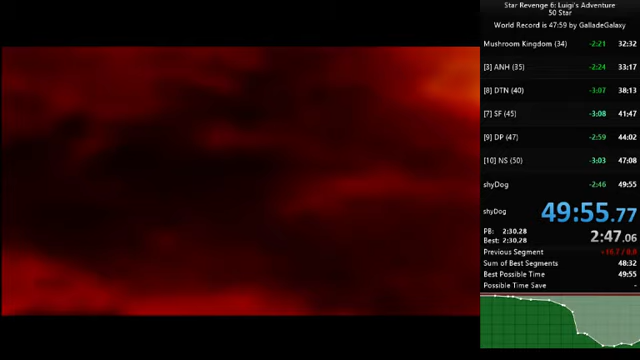 Star Revenge 6: Luigi's Adventure
50 Star
World Record is 47:59 by GalladeGalaxy
Mushroom Kingdom (34) -2:21 32:32
[3] ANH (35) -2:24 33:17
[8] DTN (40) -3:07 38:13
[7] SF (45) -3:08 41:47
[9] DP (47) -2:59 44:02
[10] NS (50) -3:03 47:08
shyDog -2:46 49:55
shyDog 49:55.77
PB: 2:30.28
Best: 2:30.28 2:47.06
Previous Segment +16.7 / 0.0
Sum of Best Segments 48:32
Best Possible Time 49:55
Possible Time Save -